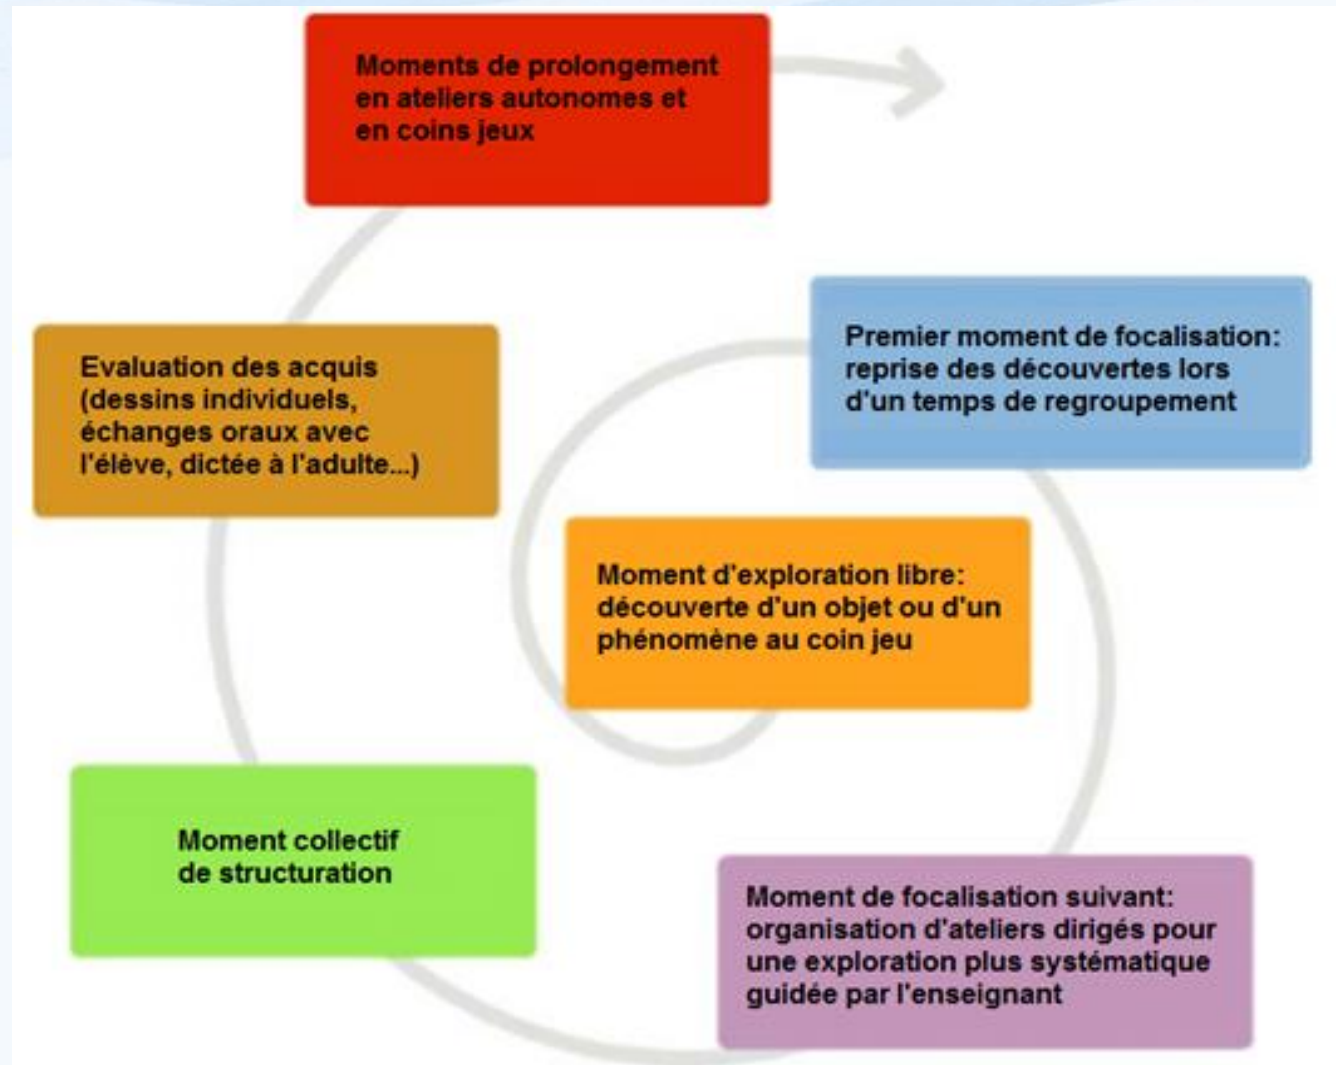 Moments de prolongement
en ateliers autonomes et
en coins jeux
Premier moment de focalisation:
reprise des découvertes lors
d'un temps de regroupement
Evaluation des acquis
(dessins individuels,
échanges oraux avec
l'élève, dictée à l'adulte...)
Moment d'exploration libre:
découverte d'un objet ou d'un
phénomène au coin jeu
Moment collectif
de structuration
Moment de focalisation suivant:
organisation d'ateliers dirigés pour
une exploration plus systématique
guidée par l'enseignant